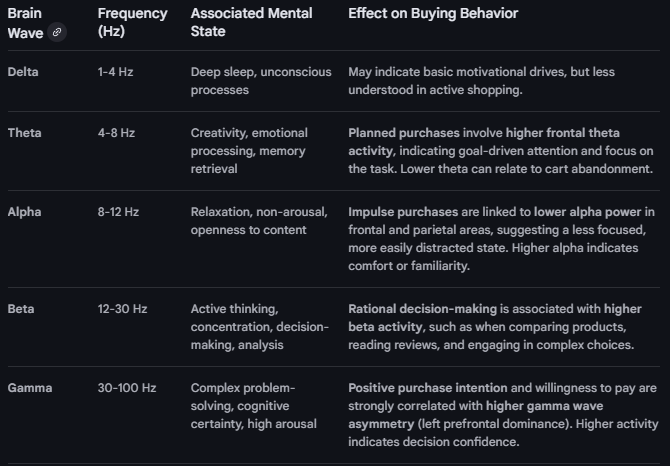 Brain Wave Frequency (Hz) Associated Mental State Effect on Buying Behavior
Delta 1-4 Hz Deep sleep, unconscious processes May indicate basic motivational drives, but less understood in active shopping.
Theta 4-8 Hz Creativity, emotional processing, memory retrieval Planned purchases involve higher frontal theta activity, indicating goal-driven attention and focus on the task. Lower theta can relate to cart abandonment.
Alpha 8-12 Hz Relaxation, non-arousal, openness to content Impulse purchases are linked to lower alpha power in frontal and parietal areas, suggesting a less focused, more easily distracted state. Higher alpha indicates comfort or familiarity.
Beta 12-30 Hz Active thinking, concentration, decision-making, analysis Rational decision-making is associated with higher beta activity, such as when comparing products, reading reviews, and engaging in complex choices.
Gamma 30-100 Hz Complex problem-solving, cognitive certainty, high arousal Positive purchase intention and willingness to pay are strongly correlated with higher gamma wave asymmetry (left prefrontal dominance). Higher activity indicates decision confidence.